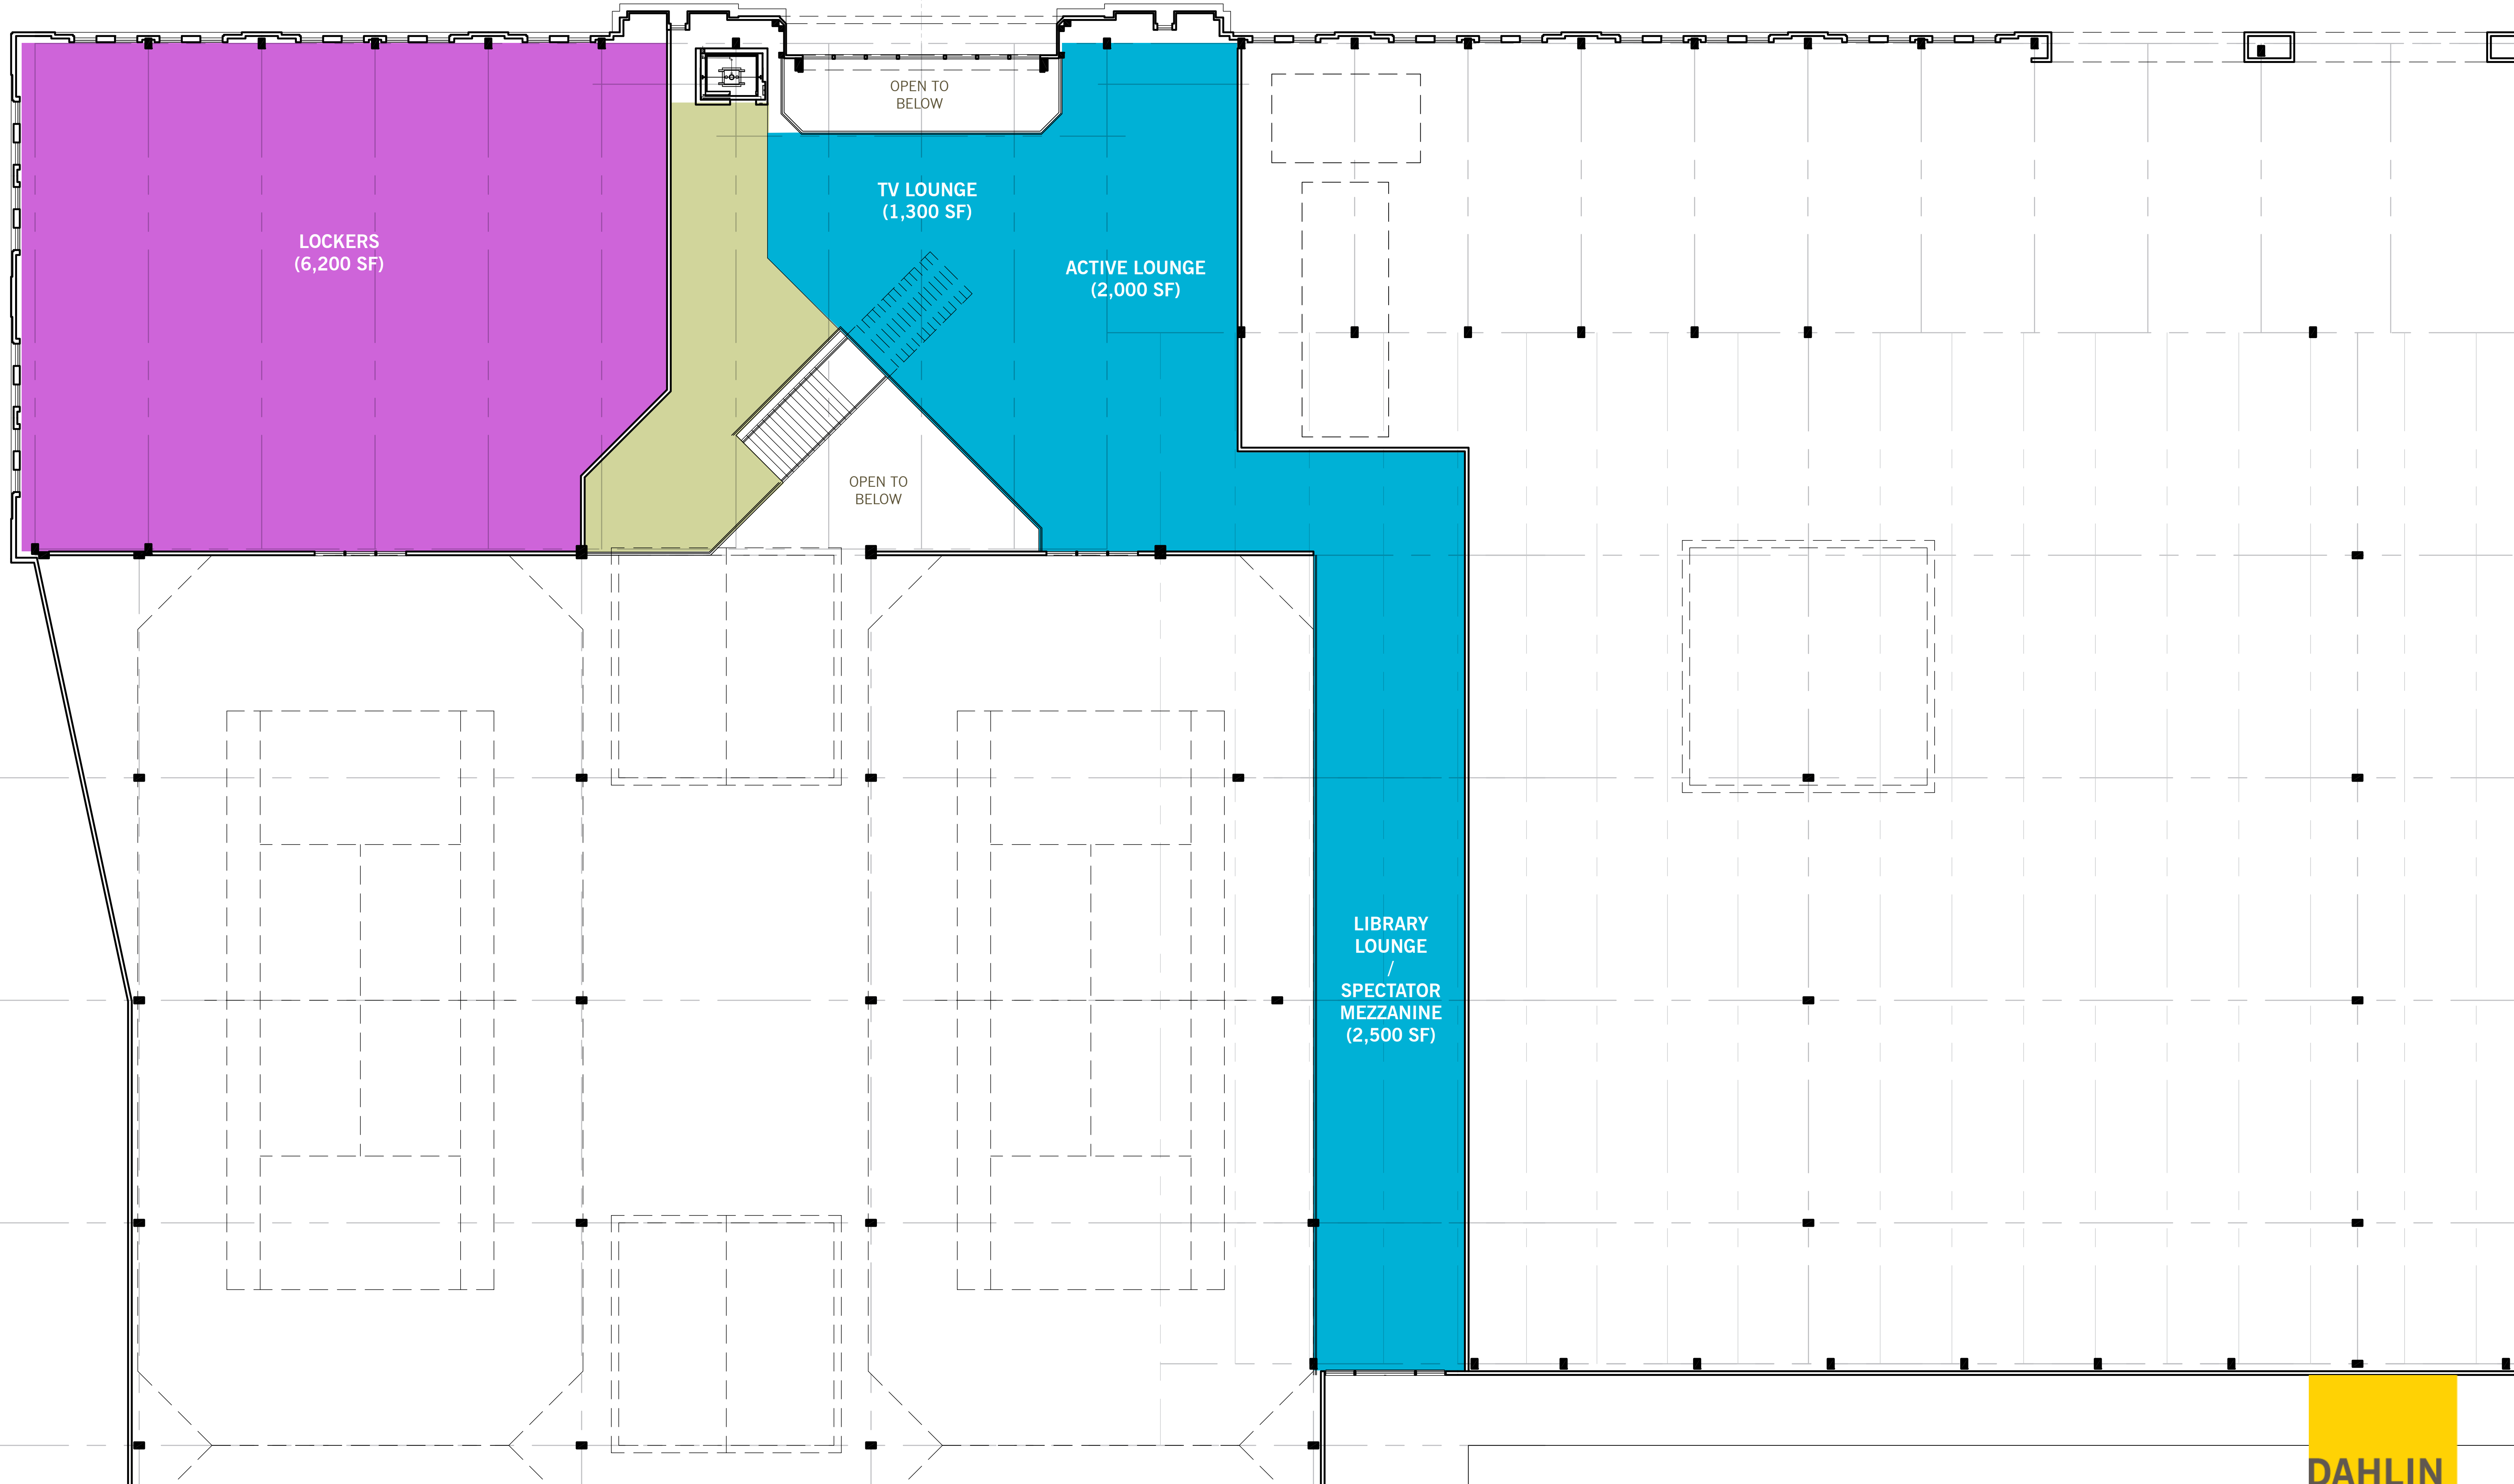 OPEN TO
BELOW
TV LOUNGE
(1,300 SF)
LOCKERS
(6,200 SF)
ACTIVE LOUNGE
(2,000 SF)
OPEN TO
BELOW
LIBRARY
LOUNGE
/
SPECTATOR
MEZZANINE
(2,500 SF)
DAHLIN